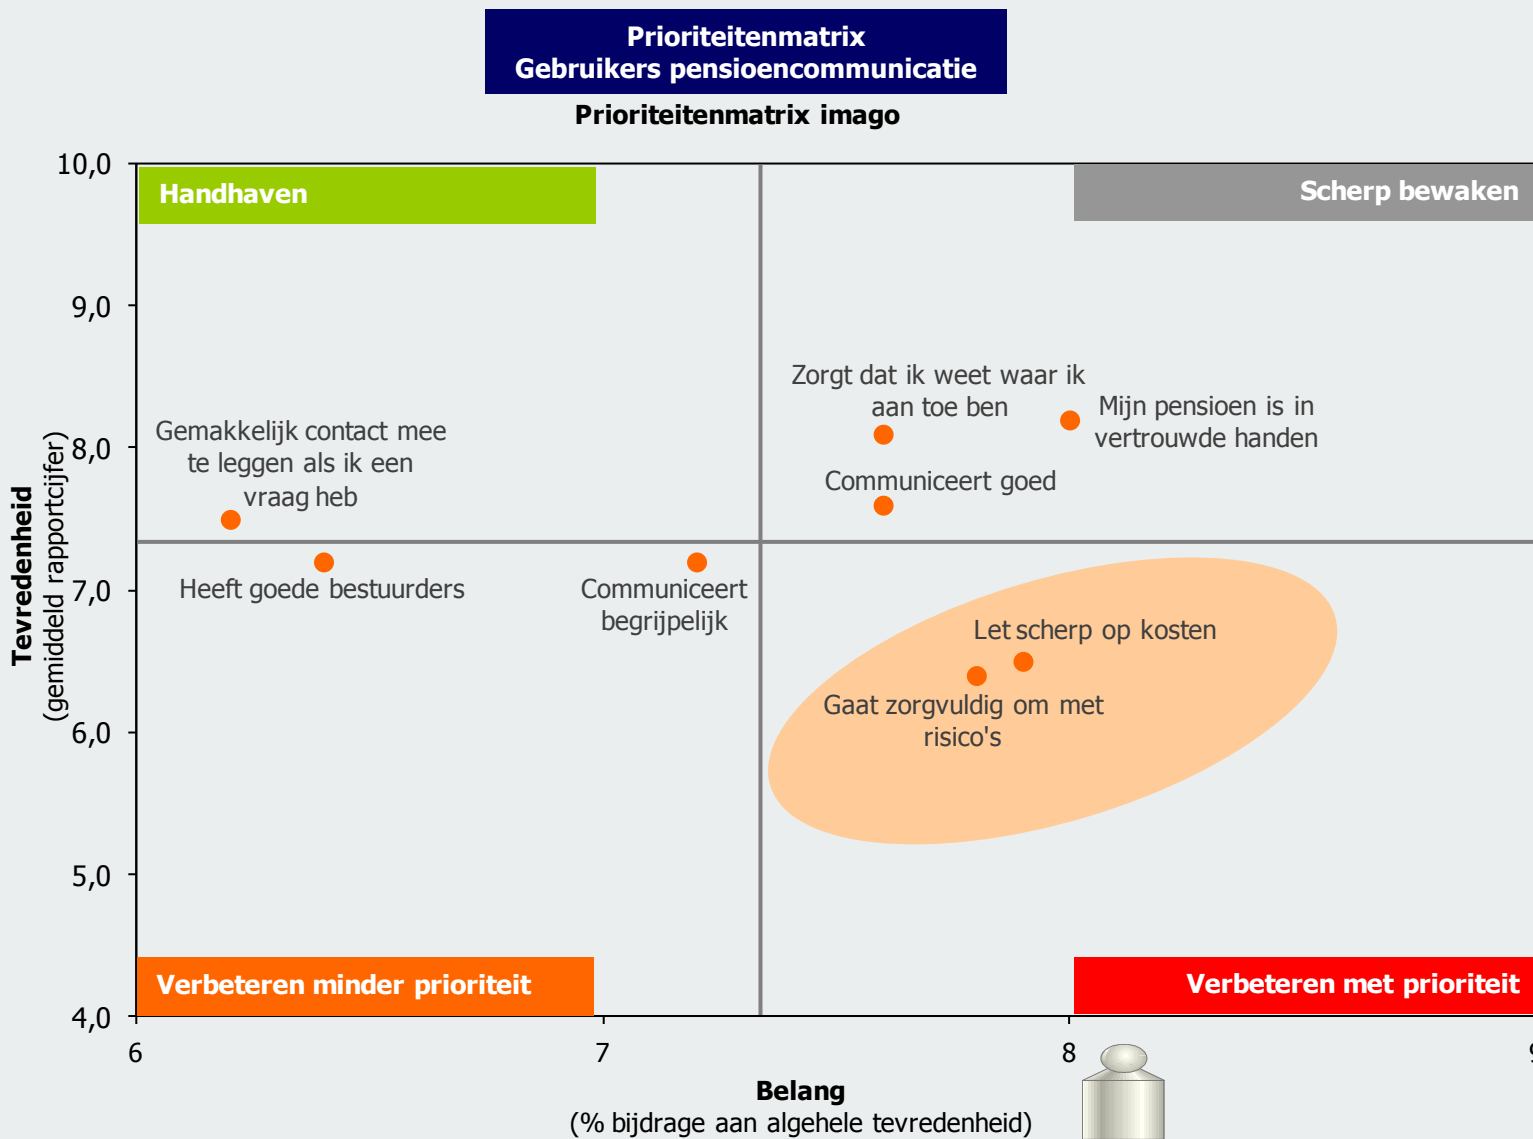 Prioriteitenmatrix
Gebruikers pensioencommunicatie
Prioriteitenmatrix imago
10,0
Handhaven
Scherp bewaken
9,0
Zorgt dat ik weet waar ik
aan toe ben
Mijn pensioen is in
vertrouwde handen
Gemakkelijk contact mee
te leggen als ik een
vraag heb
8,0
Communiceert goed
Tevredenheid
(gemiddeld rapportcijfer)
Heeft goede bestuurders
Communiceert
begrijpelijk
7,0
Let scherp op kosten
Gaat zorgvuldig om met
risico's
6,0
5,0
Verbeteren minder prioriteit
Verbeteren met prioriteit
4,0
6
7
8
9
Belang
(% bijdrage aan algehele tevredenheid)